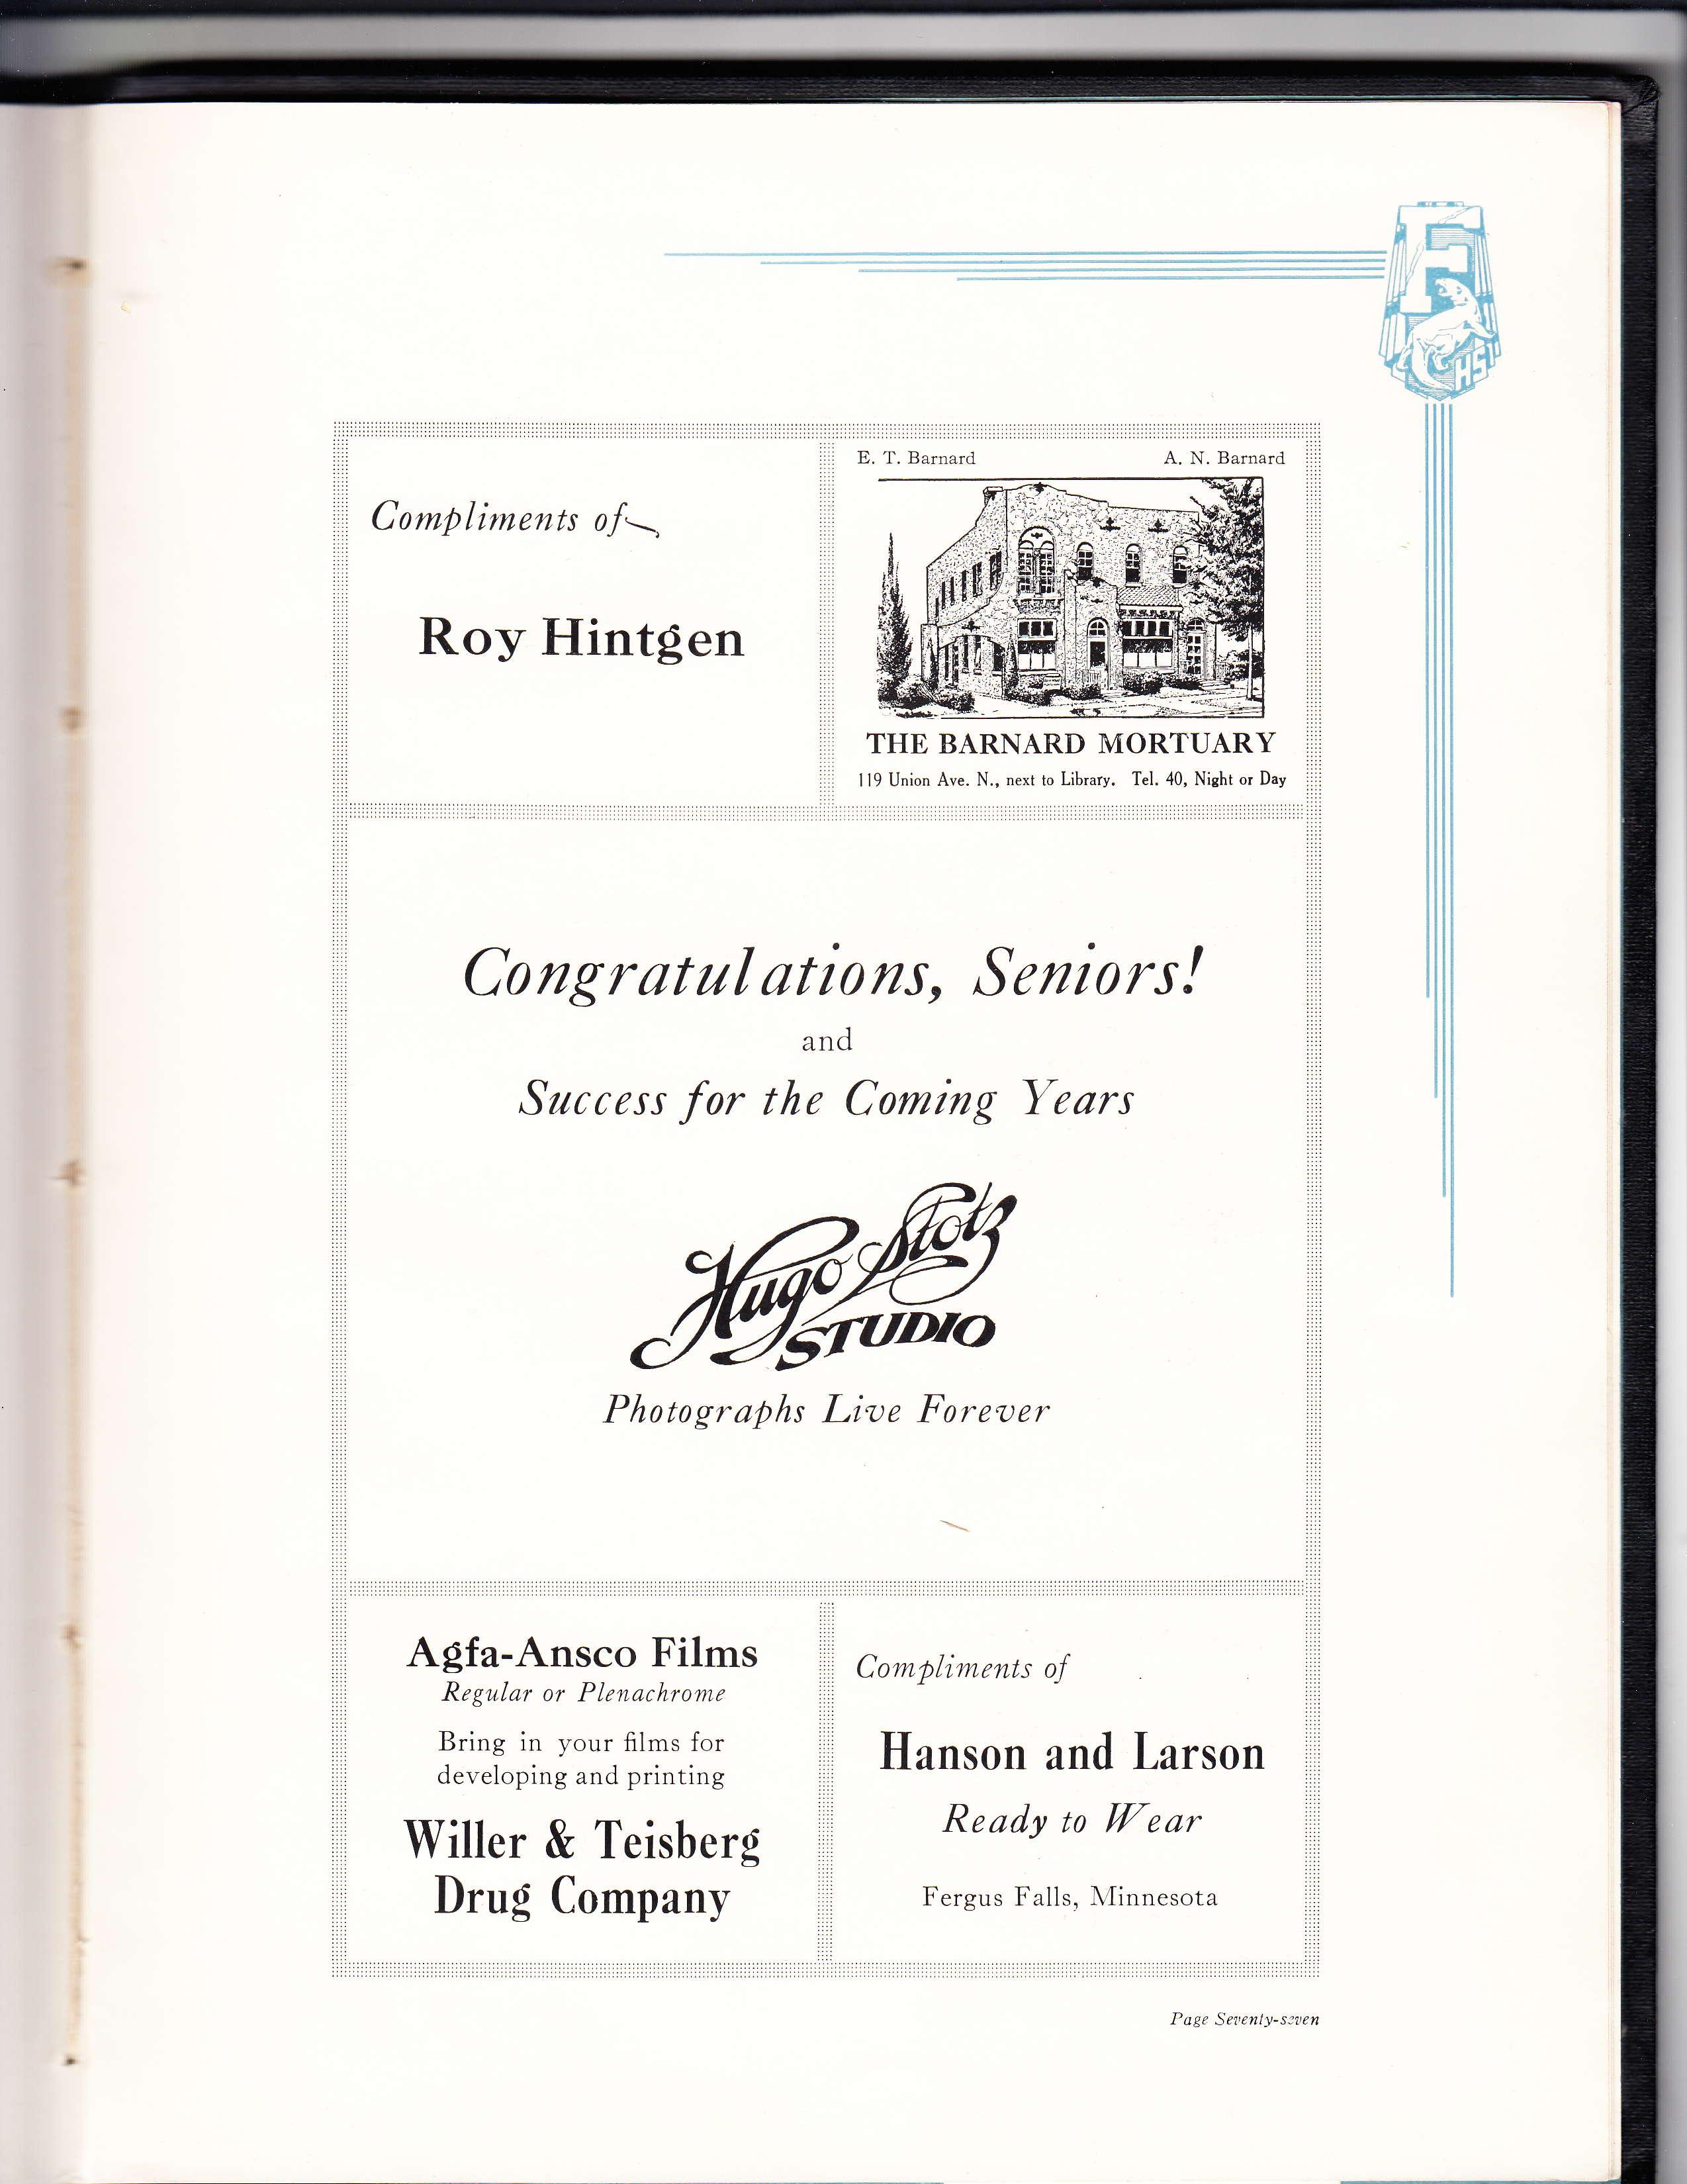 F
HS
Compliments of
Roy Hintgen
E. T. Barnard A. N. Barnard
THE BARNARD MORTUARY
119 Union Ave. N., next to Library. Tel. 40, Night or Day
Congratulations, Seniors!
and
Success for the Coming Years
Hugo Stotz
STUDIO
Photographs Live Forever
Agfa-Ansco Films
Regular or Plenachrome
Bring in your films for
developing and printing
Willer & Teisberg
Drug Company
Compliments of
Hanson and Larson
Ready to Wear
Fergus Falls, Minnesota
Page Seventy-seven